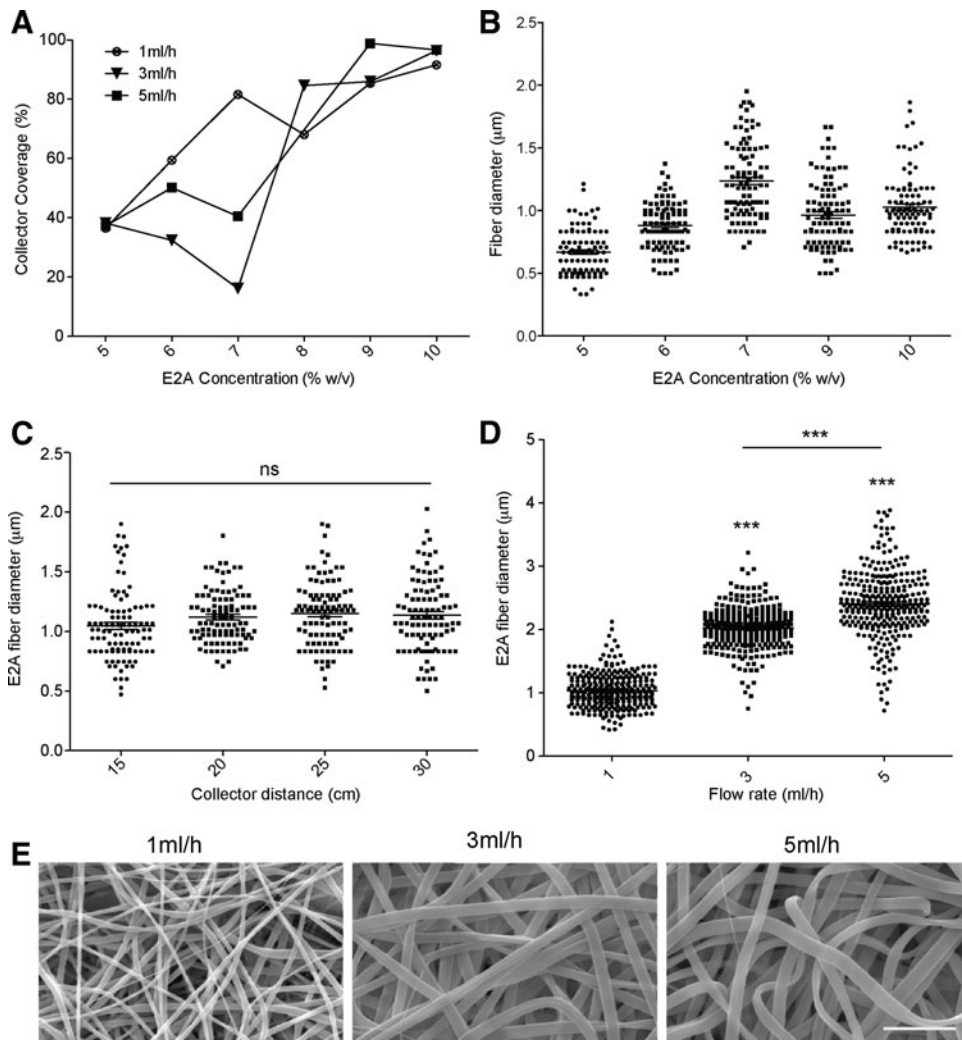 A
1ml/h
3ml/h
5ml/h
100
80
60
40
20
0
Collector Coverage (%)
5 6 7 8 9 10
E2A Concentration (% w/v)
B
2.5
2.0
1.5
1.0
0.5
0.0
Fiber diameter (μm)
5 6 7 9 10
E2A Concentration (% w/v)
C
ns
2.5
2.0
1.5
1.0
0.5
0.0
E2A fiber diameter (μm)
15 20 25 30
Collector distance (cm)
D
***
***
***
5
4
3
2
1
0
E2A fiber diameter (μm)
1 3 5
Flow rate (ml/h)
E
1ml/h 3ml/h 5ml/h